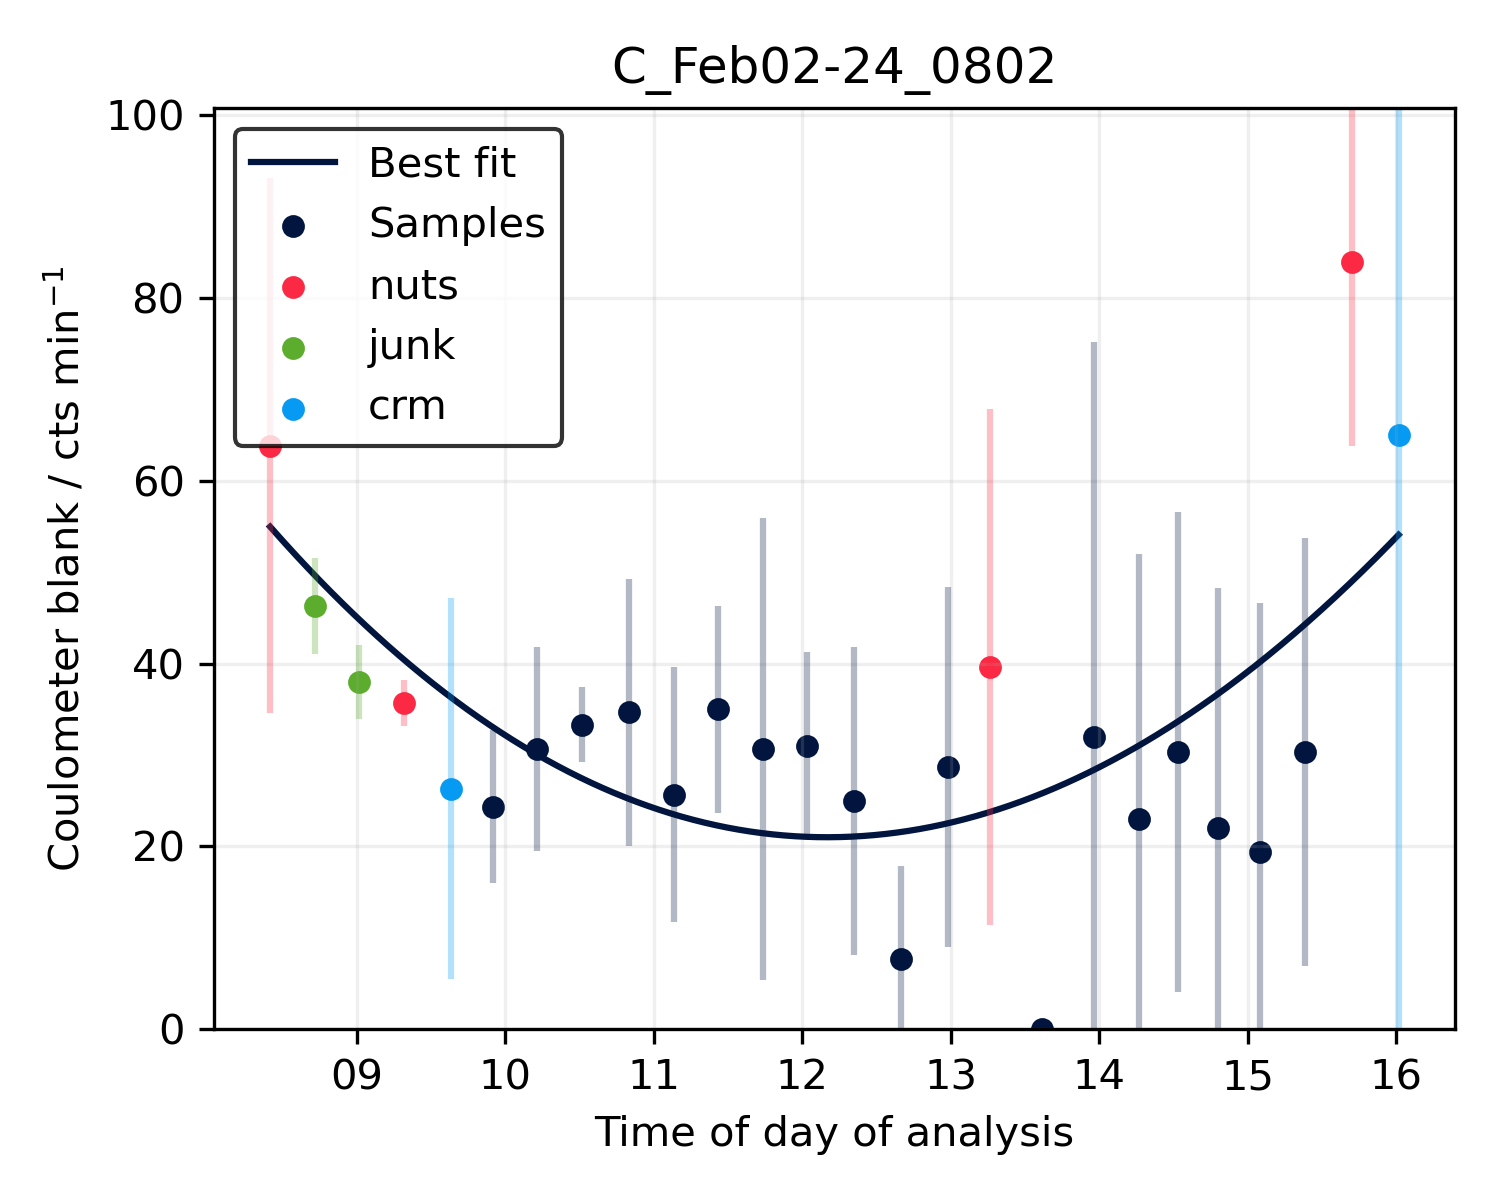 C_Feb02-24_0802
Coulometer blank / cts min⁻¹
100
80
60
40
20
0
Best fit
Samples
nuts
junk
crm
09 10 11 12 13 14 15 16
Time of day of analysis